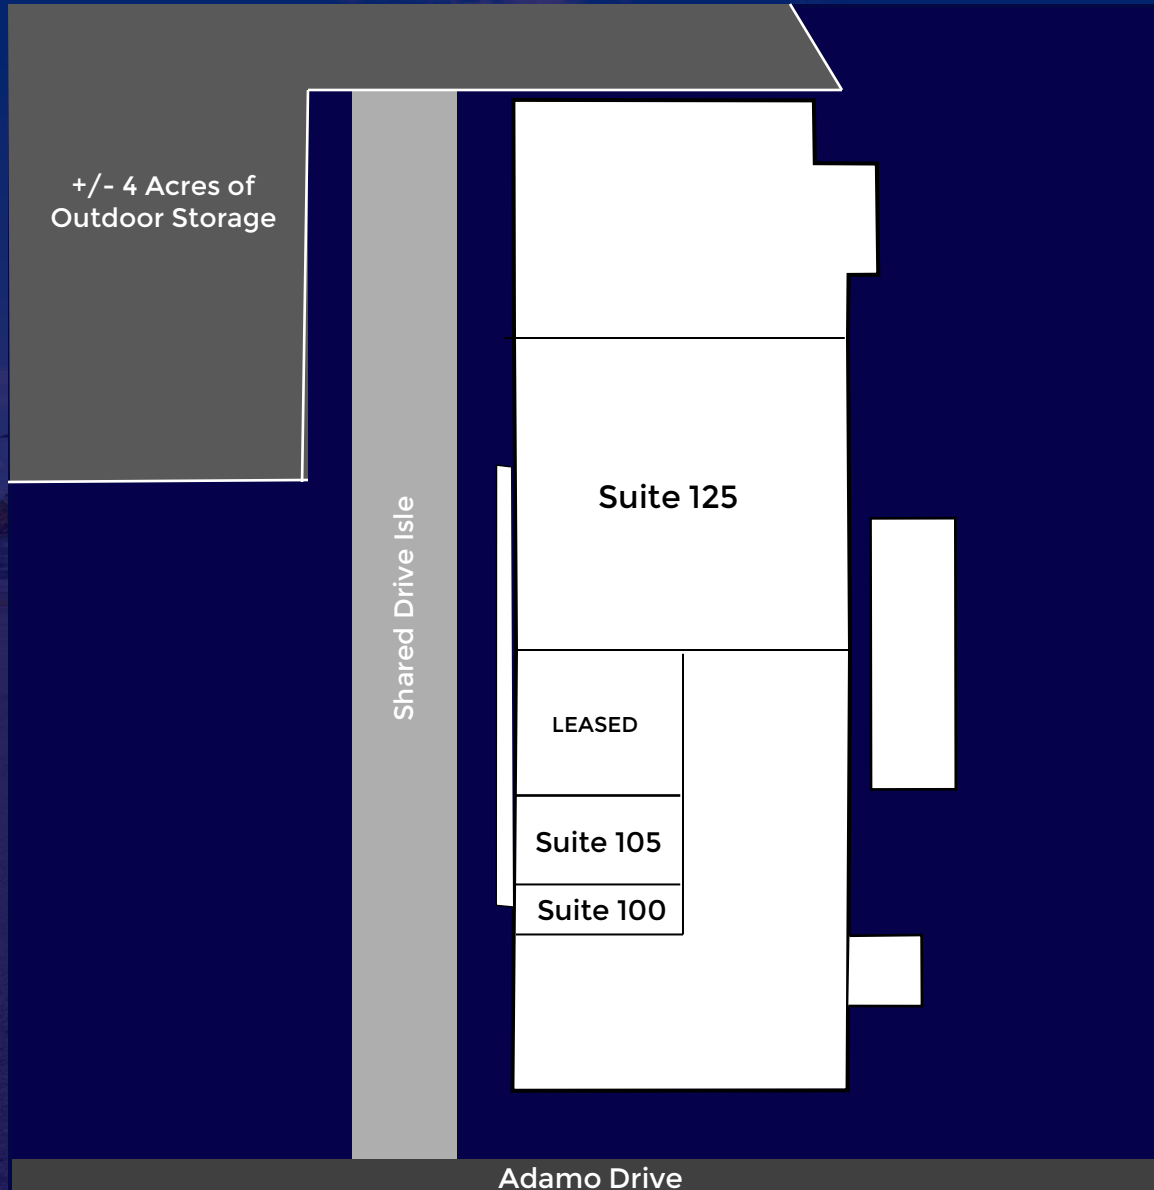 +/- 4 Acres of
Outdoor Storage
Shared Drive Isle
Suite 125
LEASED
Suite 105
Suite 100
Adamo Drive